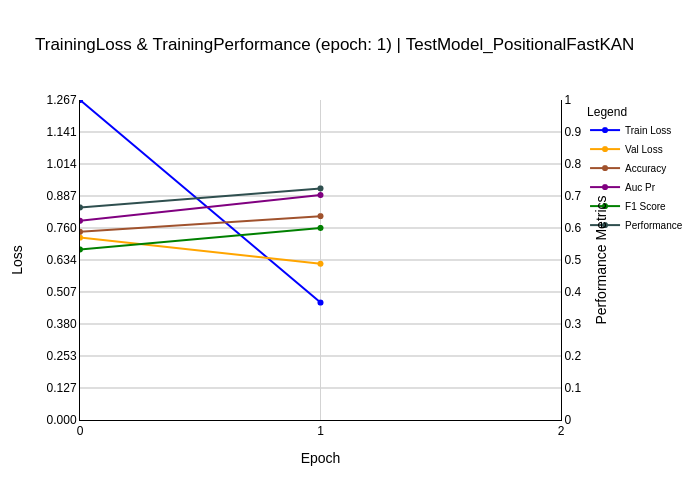 TrainingLoss & TrainingPerformance (epoch: 1) | TestModel_PositionalFastKAN
1.267
1.141
1.014
0.887
0.760
0.634
0.507
0.380
0.253
0.127
0.000
Loss
0
1
2
Epoch
1
0.9
0.8
0.7
0.6
0.5
0.4
0.3
0.2
0.1
0
Performance Metrics
Legend
Train Loss
Val Loss
Accuracy
Auc Pr
F1 Score
Performance